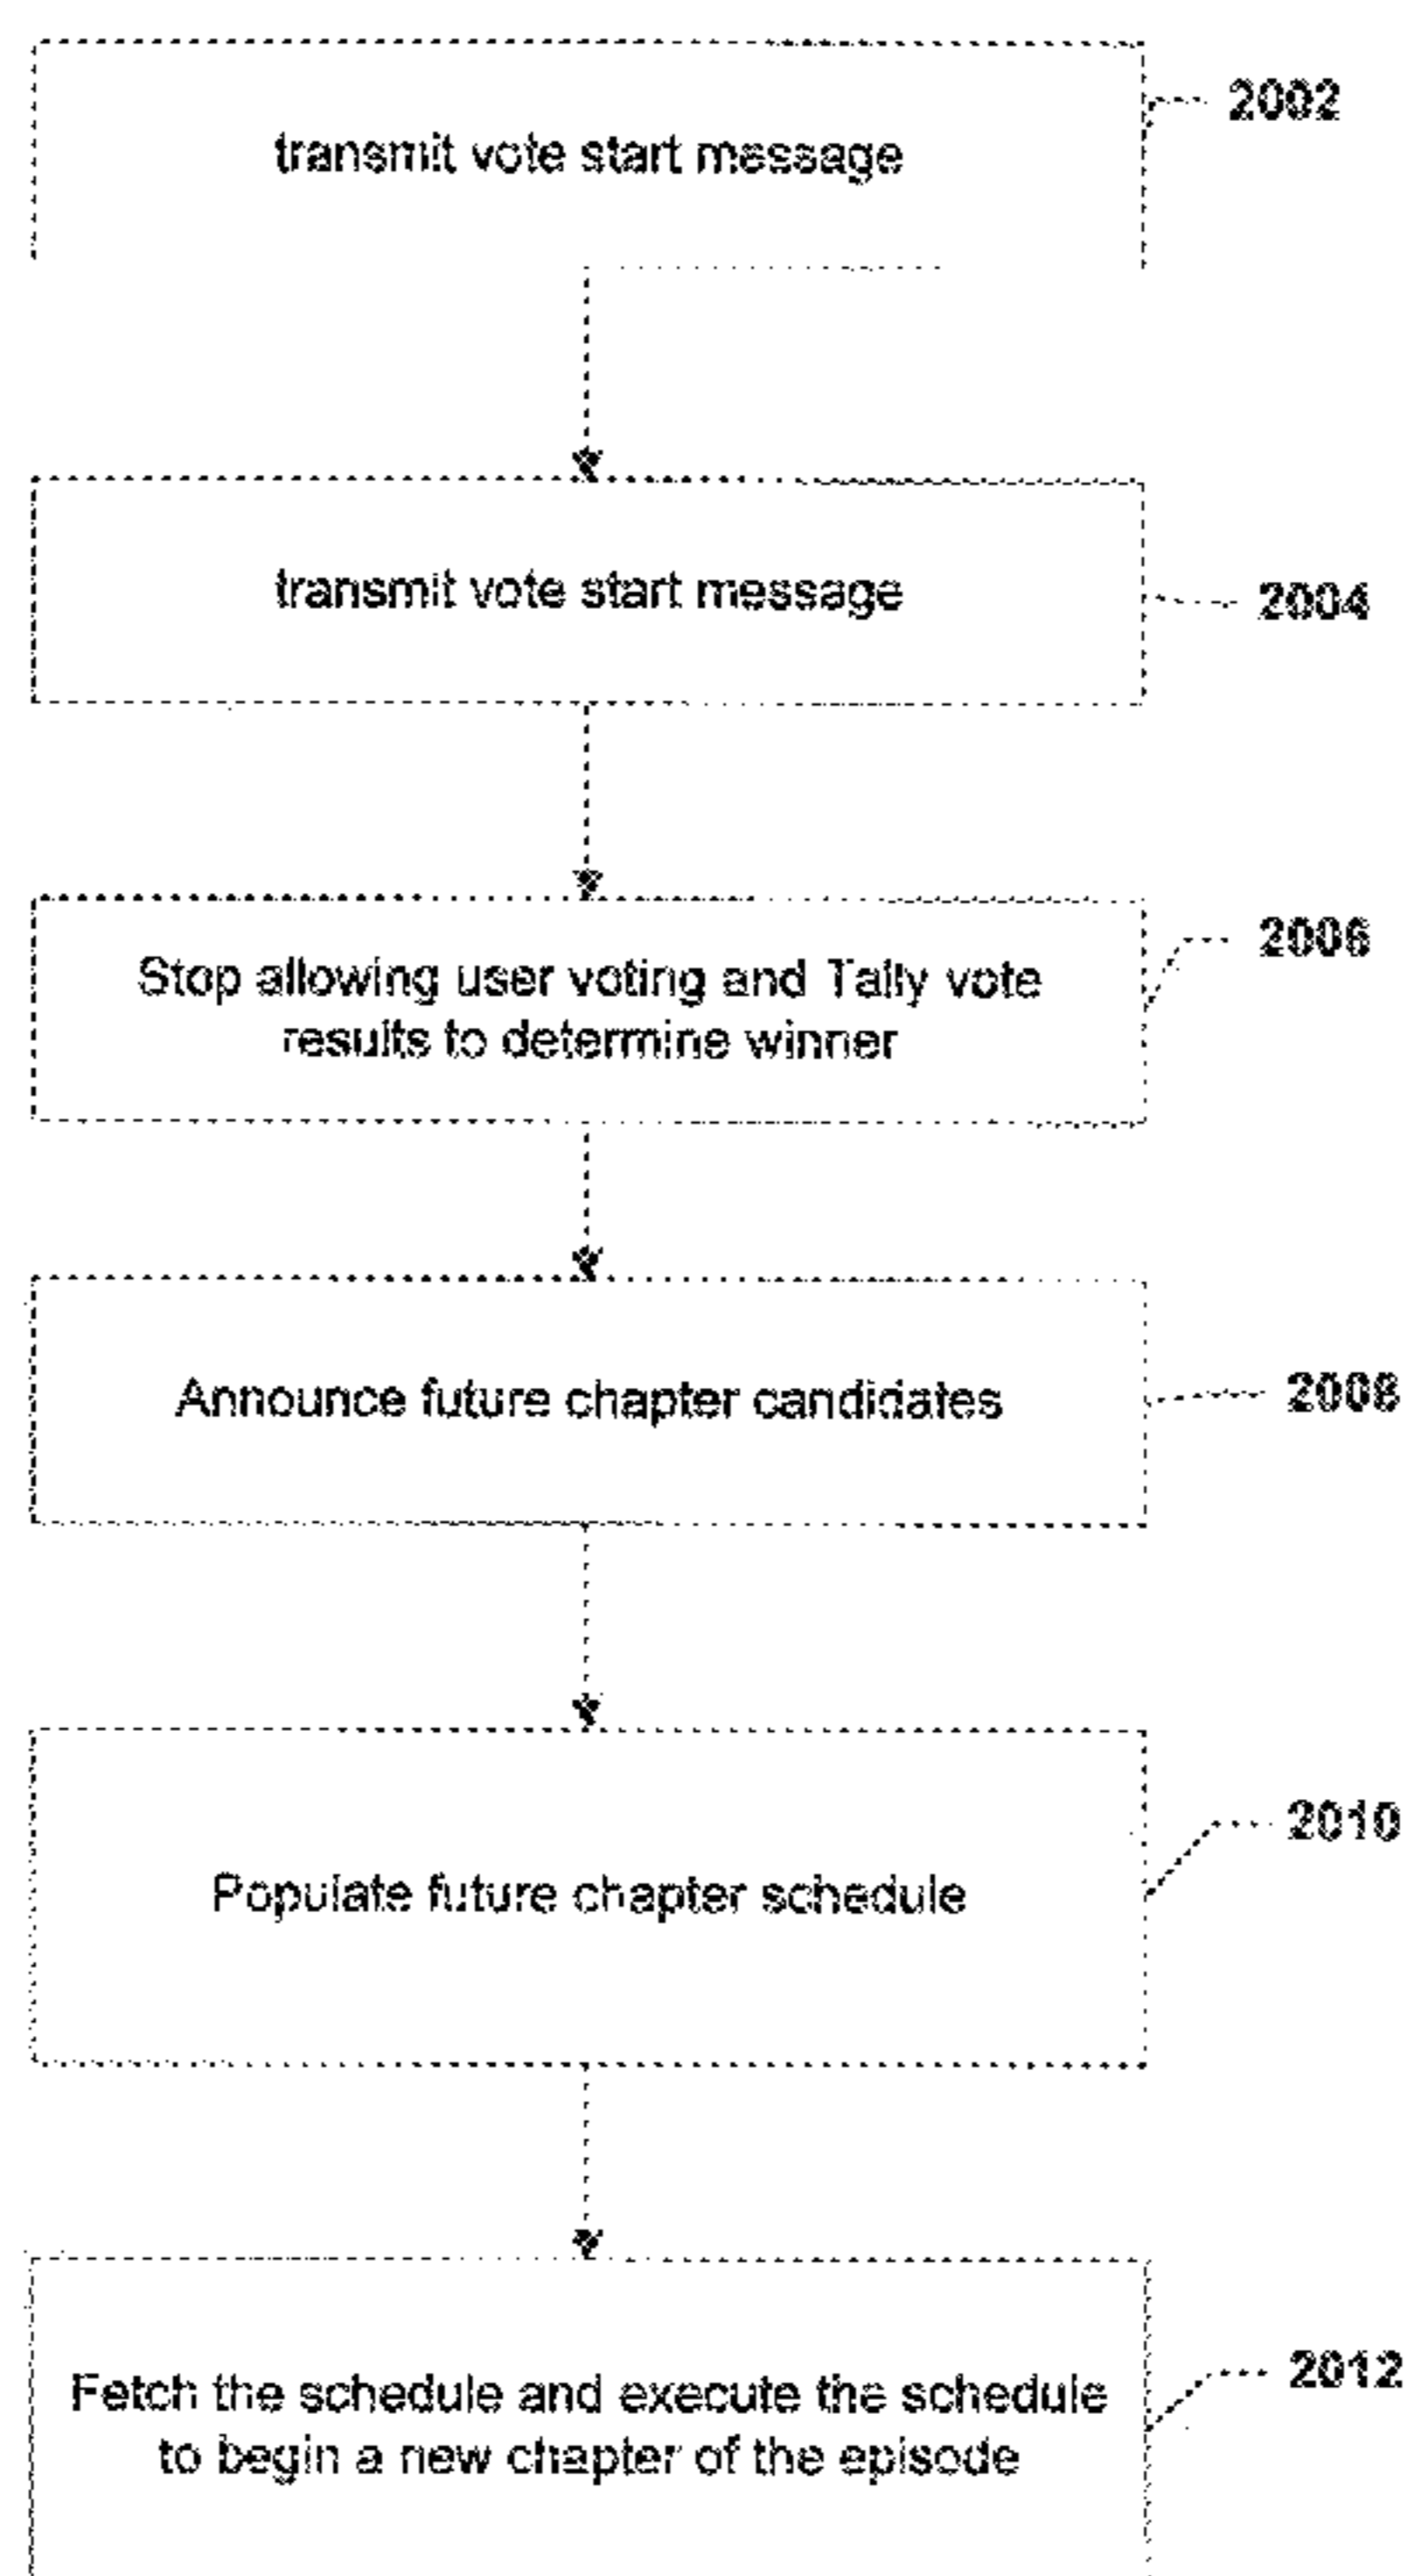 transmit vote start message
2002
transmit vote start message
2004
Stop allowing user voting and Tally vote
results to determine winner
2006
Announce future chapter candidates
2008
Populate future chapter schedule
2010
Fetch the schedule and execute the schedule
to begin a new chapter of the episode
2012